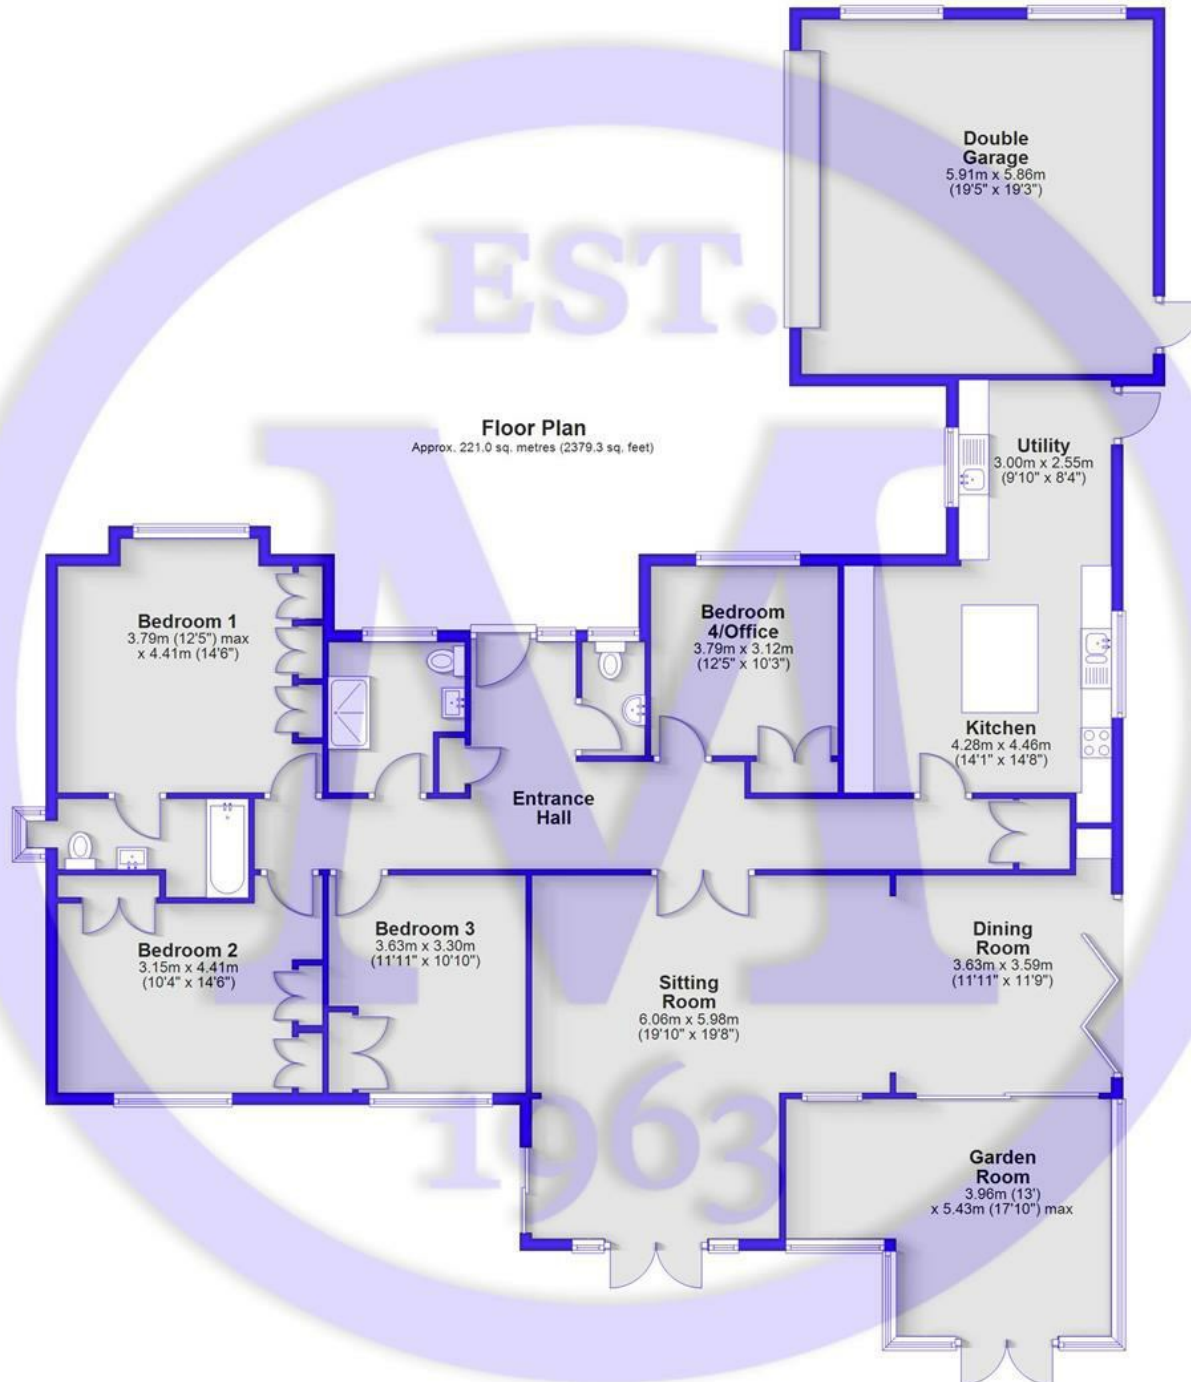 EST.
Double
Garage
5.91m x 5.86m
(19'5" x 19'3")
Floor Plan
Approx. 221.0 sq. metres (2379.3 sq. feet)
Utility
3.00m x 2.55m
(9'10" x 8'4")
Bedroom 1
3.79m (12'5") max
x 4.41m (14'6")
Bedroom
4/Office
3.79m x 3.12m
(12'5" x 10'3")
Kitchen
4.28m x 4.46m
(14'1" x 14'8")
Entrance
Hall
M
Bedroom 2
3.15m x 4.41m
(10'4" x 14'6")
Bedroom 3
3.63m x 3.30m
(11'11" x 10'10")
Sitting
Room
6.06m x 5.98m
(19'10" x 19'8")
Dining
Room
3.63m x 3.59m
(11'11" x 11'9")
1963
Garden
Room
3.96m (13')
x 5.43m (17'10") max